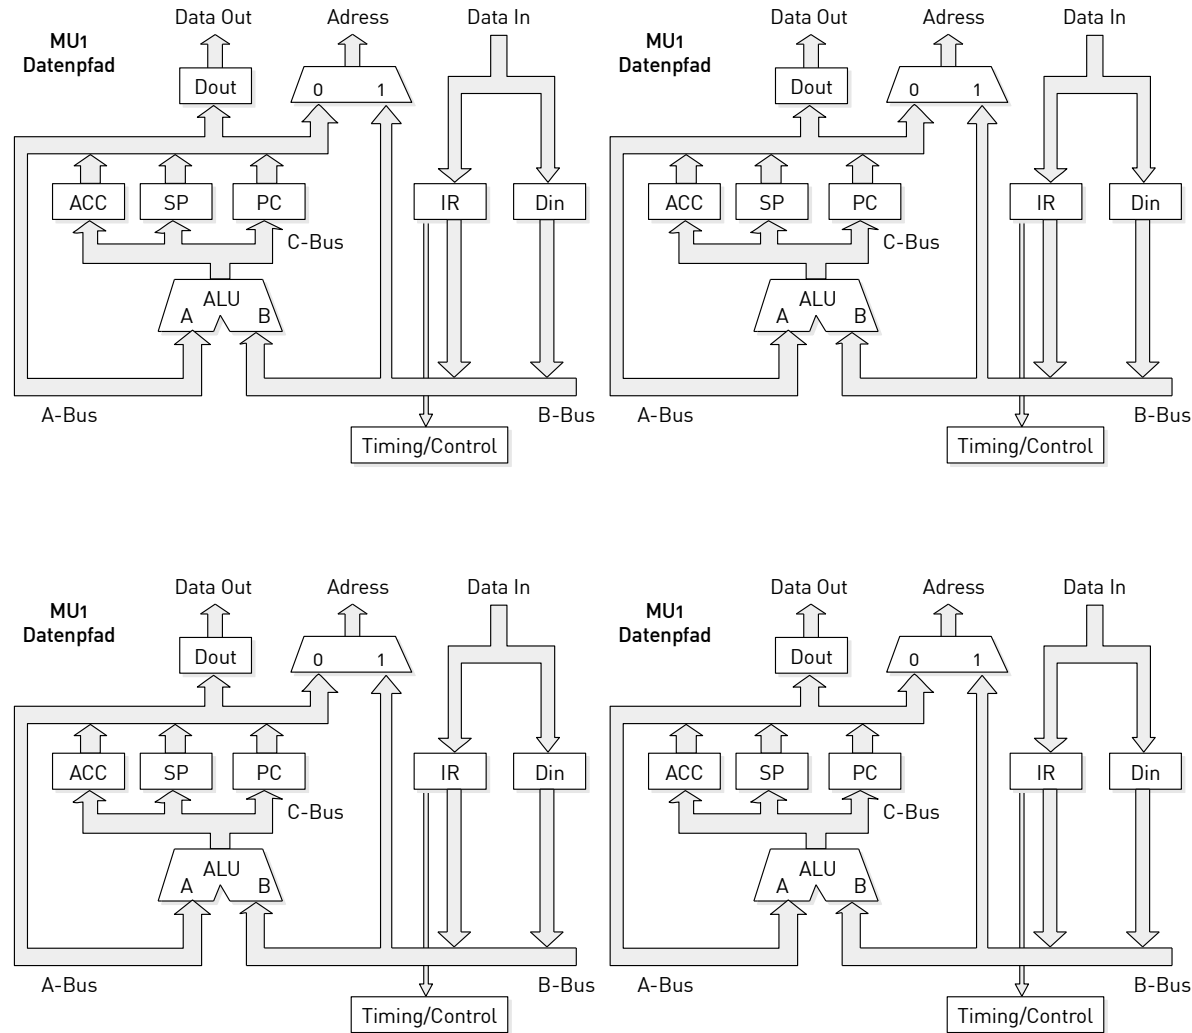 Data Out Adress Data In
MU1
Datenpfad
Dout
0 1
ACC SP PC IR Din
C-Bus
ALU
A B
A-Bus B-Bus
Timing/Control
Data Out Adress Data In
MU1
Datenpfad
Dout
0 1
ACC SP PC IR Din
C-Bus
ALU
A B
A-Bus B-Bus
Timing/Control
Data Out Adress Data In
MU1
Datenpfad
Dout
0 1
ACC SP PC IR Din
C-Bus
ALU
A B
A-Bus B-Bus
Timing/Control
Data Out Adress Data In
MU1
Datenpfad
Dout
0 1
ACC SP PC IR Din
C-Bus
ALU
A B
A-Bus B-Bus
Timing/Control